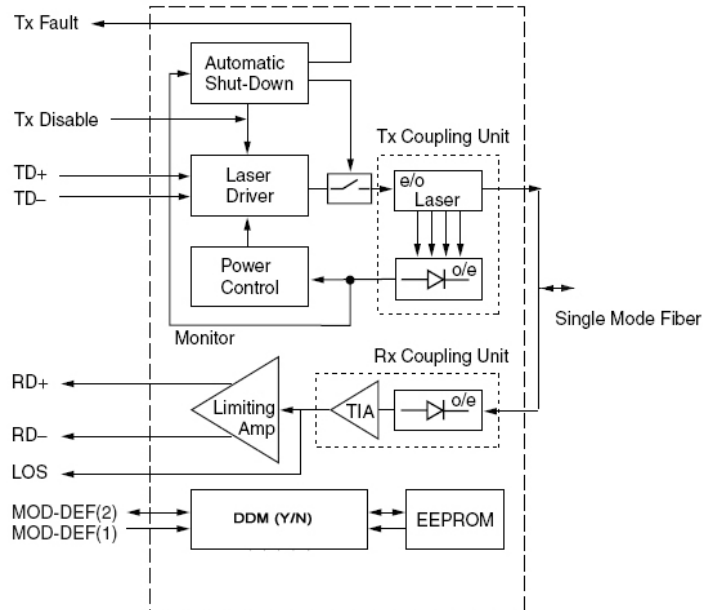 Tx Fault
Automatic
Shut-Down
Tx Disable
Tx Coupling Unit
TD+
TD–
Laser
Driver
e/o
Laser
Power
Control
o/e
Monitor
Single Mode Fiber
Rx Coupling Unit
RD+
RD–
Limiting
Amp
TIA
o/e
LOS
MOD-DEF(2)
MOD-DEF(1)
DDM (Y/N)
EEPROM